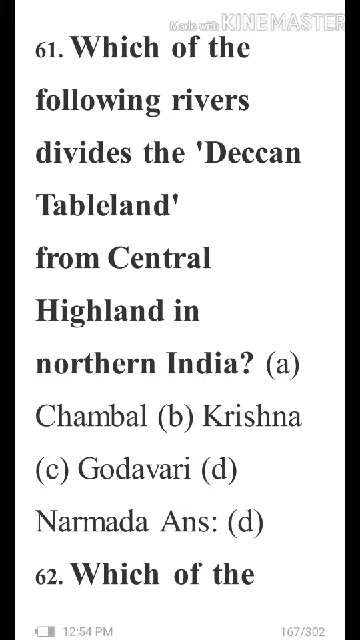 Made with KINEMASTER
61. Which of the
following rivers
divides the 'Deccan
Tableland'
from Central
Highland in
northern India? (a)
Chambal (b) Krishna
(c) Godavari (d)
Narmada Ans: (d)
62. Which of the
12:54 PM 167/302